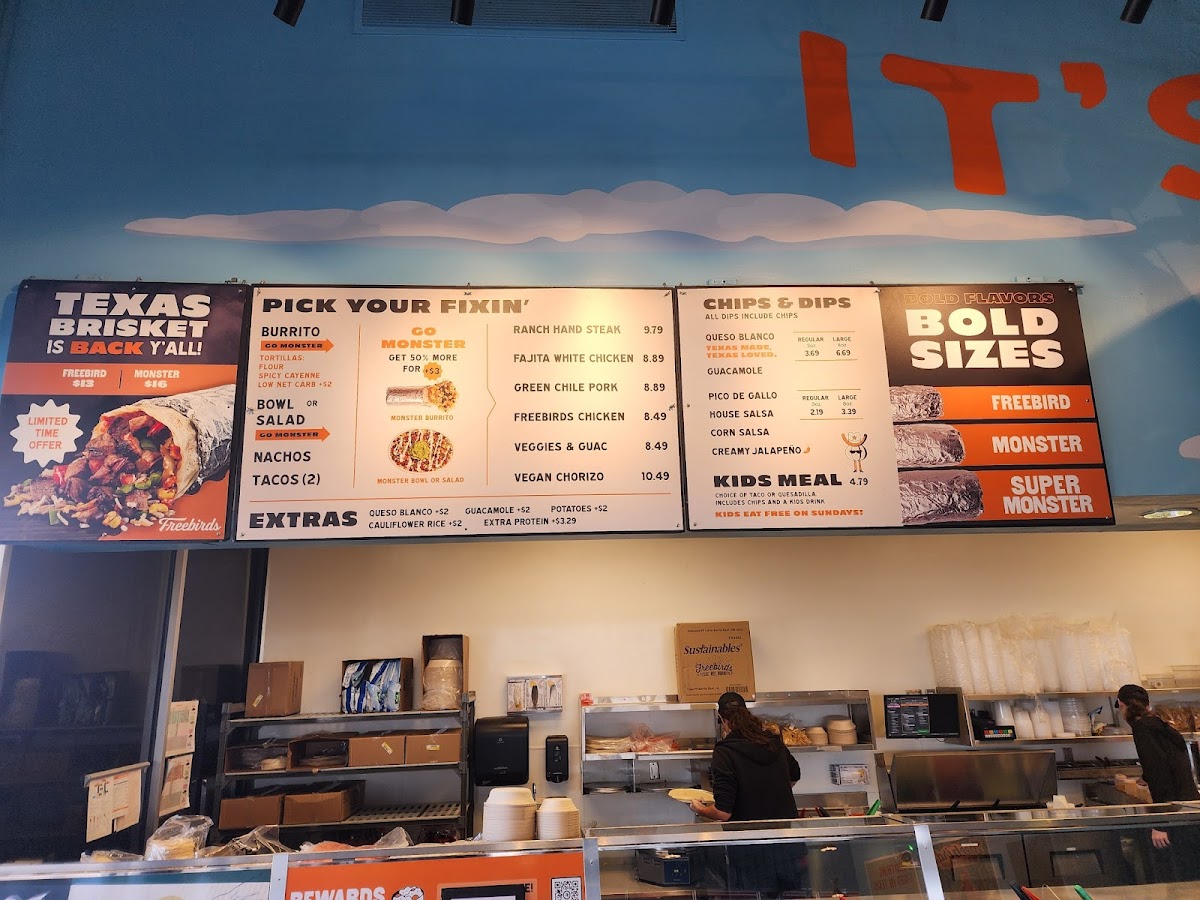 IT'S
TEXAS
BRISKET
IS BACK Y'ALL!
FREEBIRD
$13
MONSTER
$16
LIMITED
TIME
OFFER
Freebirds
PICK YOUR FIXIN'
BURRITO
GO MONSTER
TORTILLAS:
FLOUR
SPICY CAYENNE
LOW NET CARB +$2
BOWL OR
SALAD
GO MONSTER
NACHOS
TACOS (2)
GO
MONSTER
GET 50% MORE
FOR +$3
MONSTER BURRITO
MONSTER BOWL OR SALAD
RANCH HAND STEAK 9.79
FAJITA WHITE CHICKEN 8.89
GREEN CHILE PORK 8.89
FREEBIRDS CHICKEN 8.49
VEGGIES & GUAC 8.49
VEGAN CHORIZO 10.49
EXTRAS
QUESO BLANCO +$2 GUACAMOLE +$2 POTATOES +$2
CAULIFLOWER RICE +$2 EXTRA PROTEIN +$3.29
CHIPS & DIPS
ALL DIPS INCLUDE CHIPS
QUESO BLANCO
TEXAS MADE,
TEXAS LOVED.
REGULAR LARGE
3.69 6.69
GUACAMOLE
PICO DE GALLO
HOUSE SALSA
REGULAR LARGE
2.19 3.39
CORN SALSA
CREAMY JALAPEÑO
KIDS MEAL 4.79
CHOICE OF TACO OR QUESADILLA.
INCLUDES CHIPS AND A KIDS DRINK
KIDS EAT FREE ON SUNDAYS!
BOLD FLAVORS
BOLD
SIZES
FREEBIRD
MONSTER
SUPER
MONSTER
Sustainables
Freebirds
REWARDS